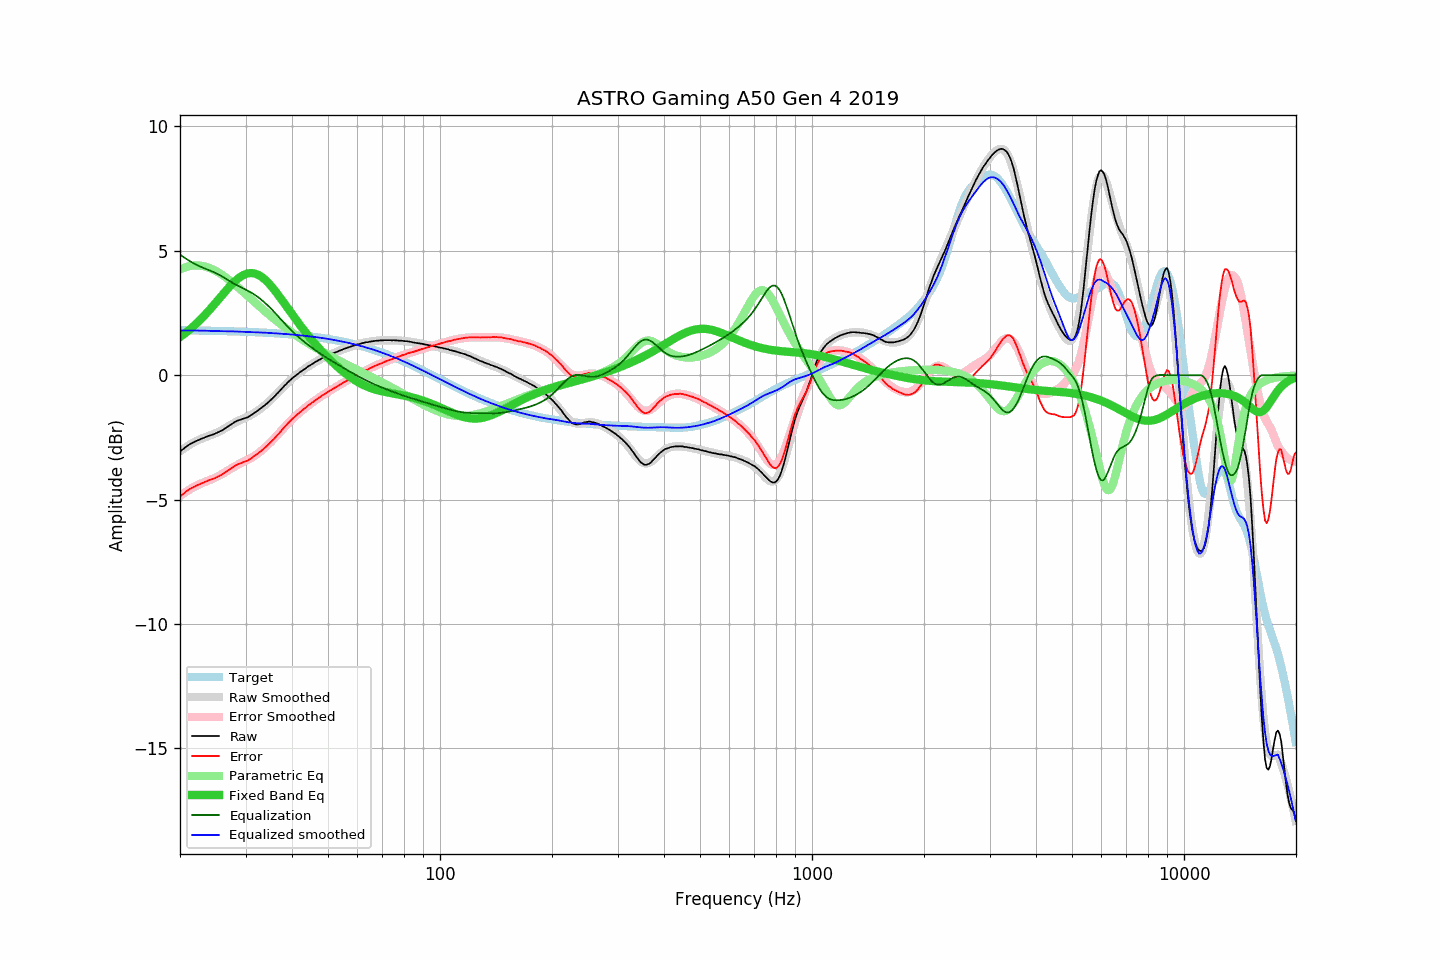 ASTRO Gaming A50 Gen 4 2019
10
5
0
−5
−10
−15
Amplitude (dBr)
Target
Raw Smoothed
Error Smoothed
Raw
Error
Parametric Eq
Fixed Band Eq
Equalization
Equalized smoothed
100 1000 10000
Frequency (Hz)